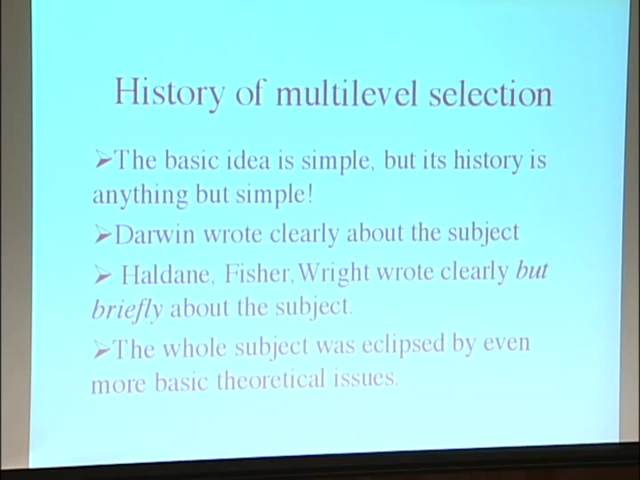 History of multilevel selection
➢The basic idea is simple, but its history is
anything but simple!
➢Darwin wrote clearly about the subject
➢ Haldane, Fisher,Wright wrote clearly but
briefly about the subject.
➢The whole subject was eclipsed by even
more basic theoretical issues.